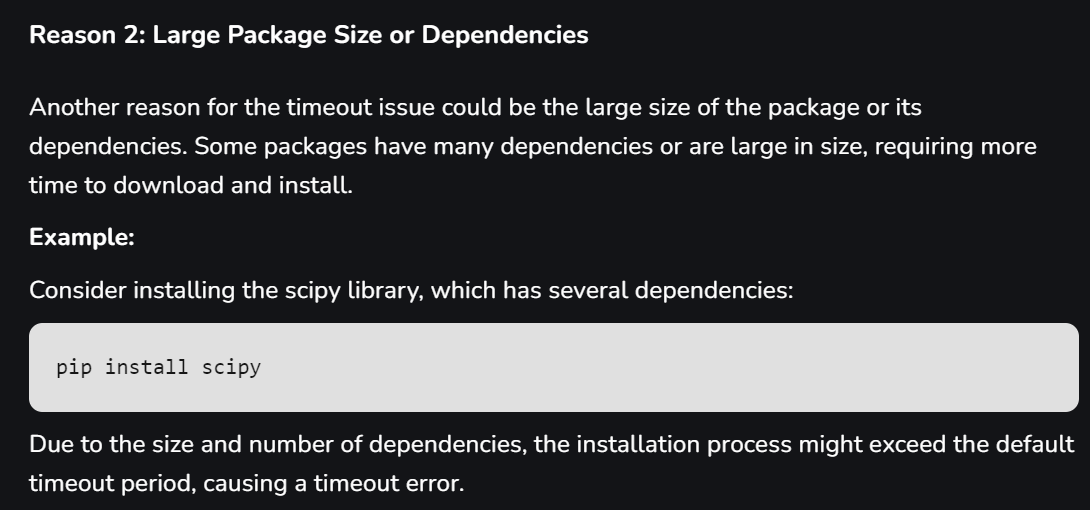 Reason 2: Large Package Size or Dependencies
Another reason for the timeout issue could be the large size of the package or its
dependencies. Some packages have many dependencies or are large in size, requiring more
time to download and install.
Example:
Consider installing the scipy library, which has several dependencies:
pip install scipy
Due to the size and number of dependencies, the installation process might exceed the default
timeout period, causing a timeout error.